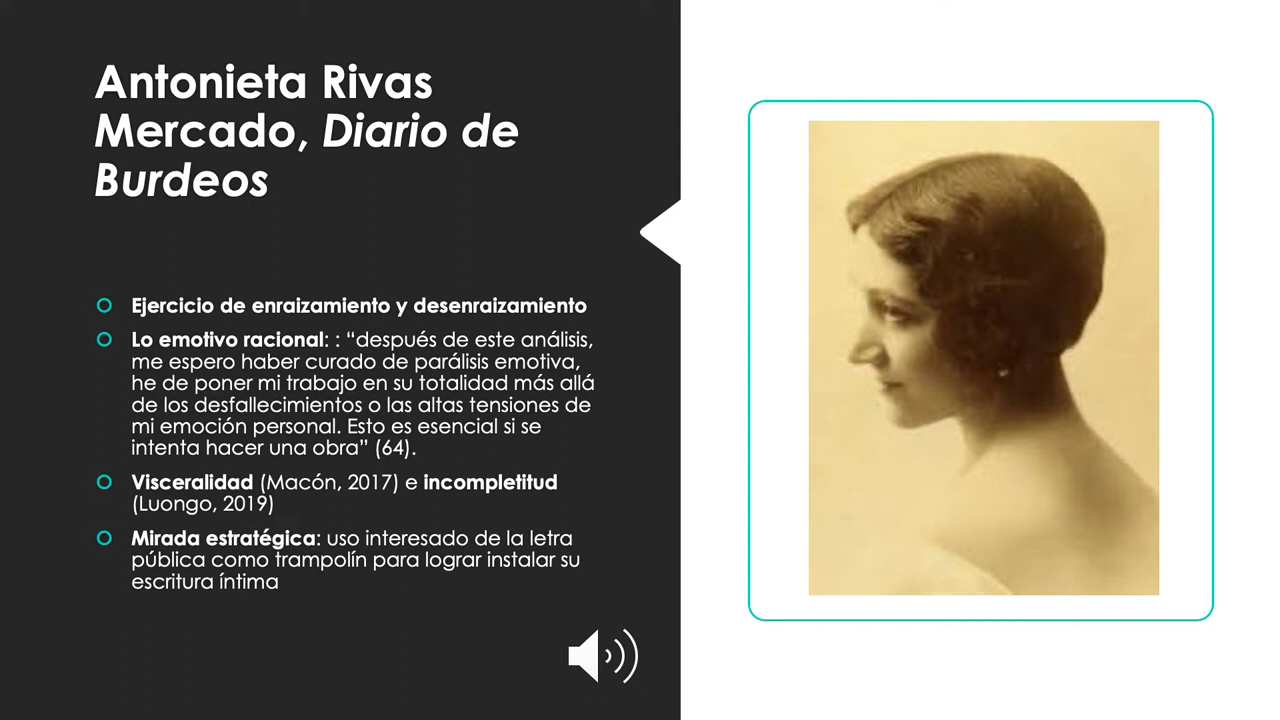 Antonieta Rivas
Mercado, Diario de
Burdeos
Ejercicio de enraizamiento y desenraizamiento
Lo emotivo racional: : “después de este análisis,
me espero haber curado de parálisis emotiva,
he de poner mi trabajo en su totalidad más allá
de los desfallecimientos o las altas tensiones de
mi emoción personal. Esto es esencial si se
intenta hacer una obra” (64).
Visceralidad (Macón, 2017) e incompletitud
(Luongo, 2019)
Mirada estratégica: uso interesado de la letra
pública como trampolín para lograr instalar su
escritura íntima